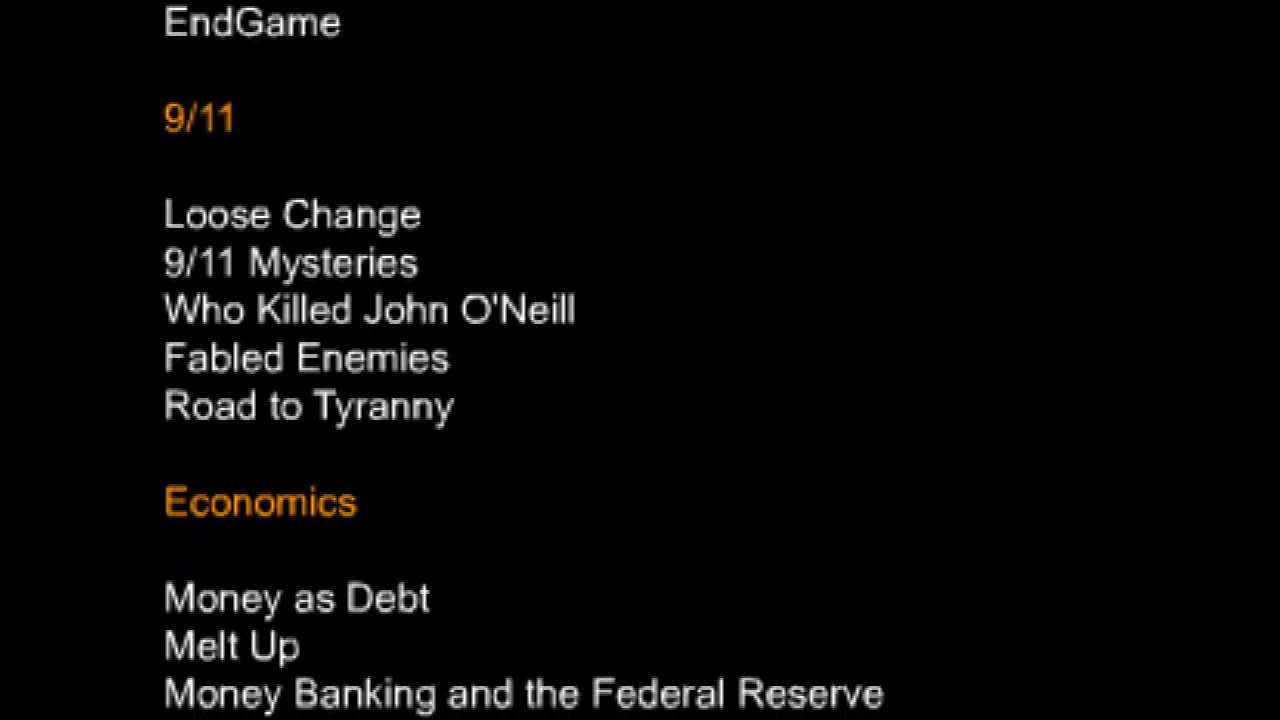 EndGame
9/11
Loose Change
9/11 Mysteries
Who Killed John O'Neill
Fabled Enemies
Road to Tyranny
Economics
Money as Debt
Melt Up
Money Banking and the Federal Reserve